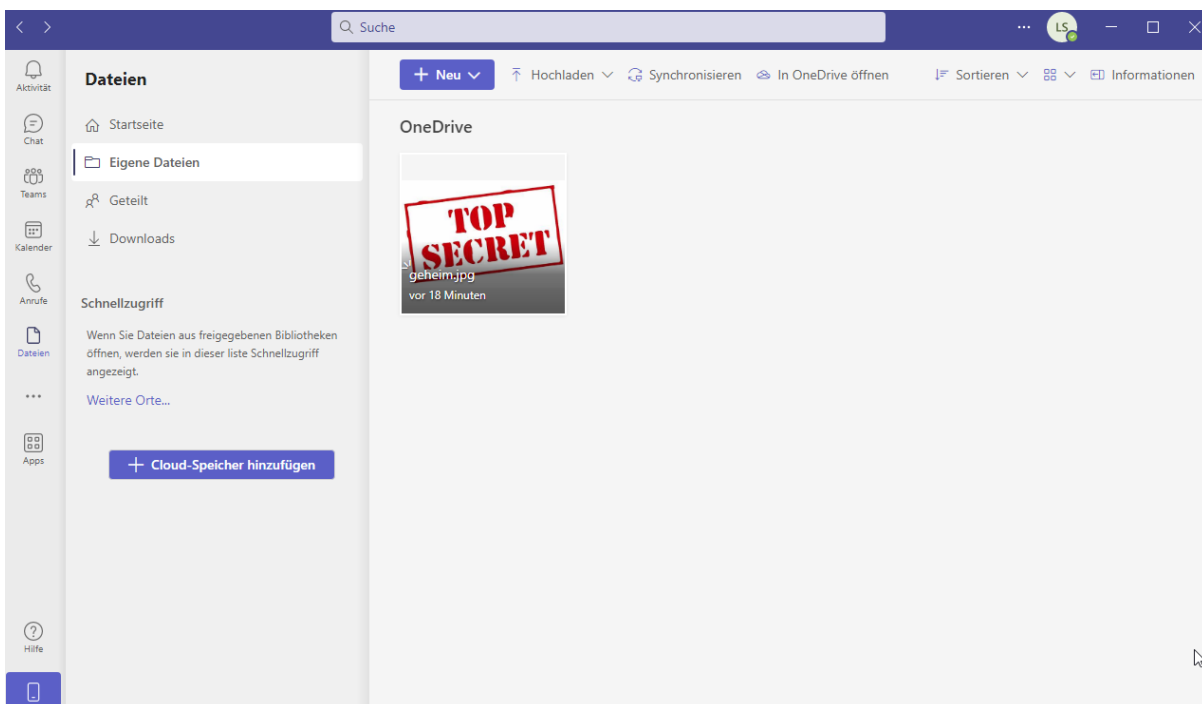 Suche
...
LS
Aktivität
Chat
Teams
Kalender
Anrufe
Dateien
...
Apps
Hilfe
Dateien
Startseite
Eigene Dateien
Geteilt
Downloads
Schnellzugriff
Wenn Sie Dateien aus freigegebenen Bibliotheken
öffnen, werden sie in dieser liste Schnellzugriff
angezeigt.
Weitere Orte...
+ Cloud-Speicher hinzufügen
+ Neu
Hochladen
Synchronisieren
In OneDrive öffnen
Sortieren
Informationen
OneDrive
TOP
SECRET
geheim.jpg
vor 18 Minuten